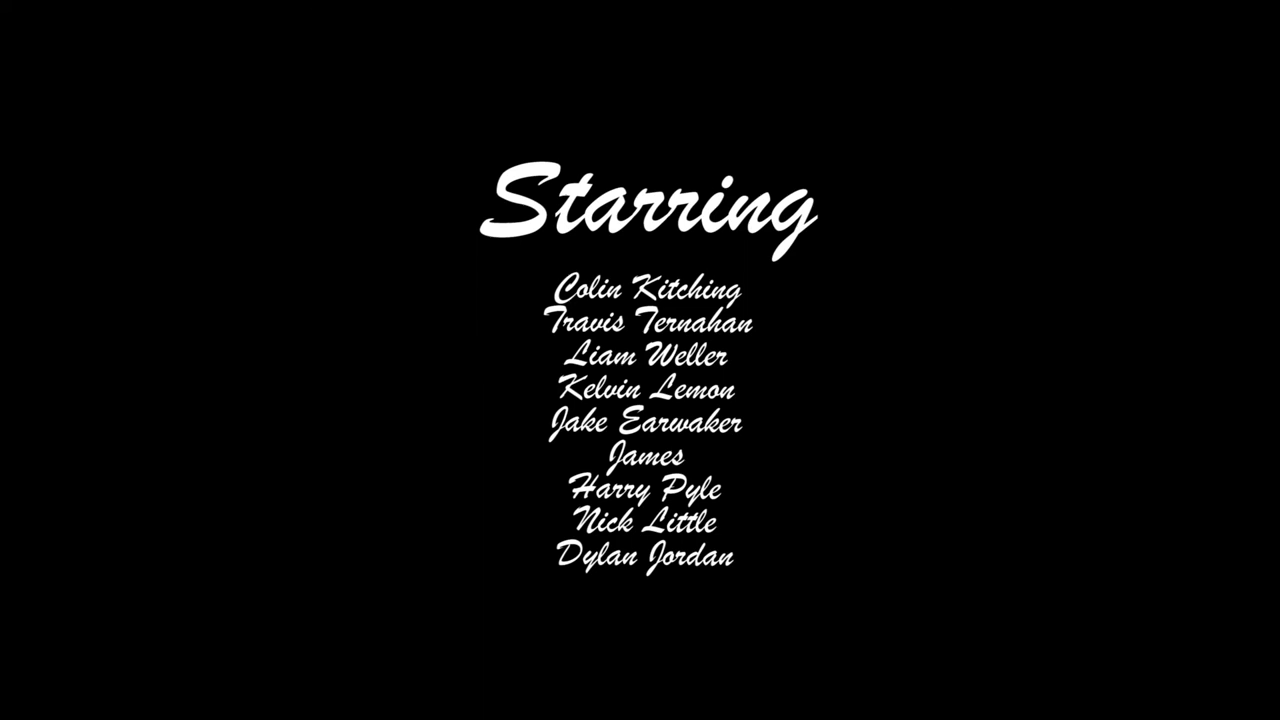 Starring
Colin Kitching
Travis Ternahan
Liam Weller
Kelvin Lemon
Jake Earwaker
James
Harry Pyle
Nick Little
Dylan Jordan